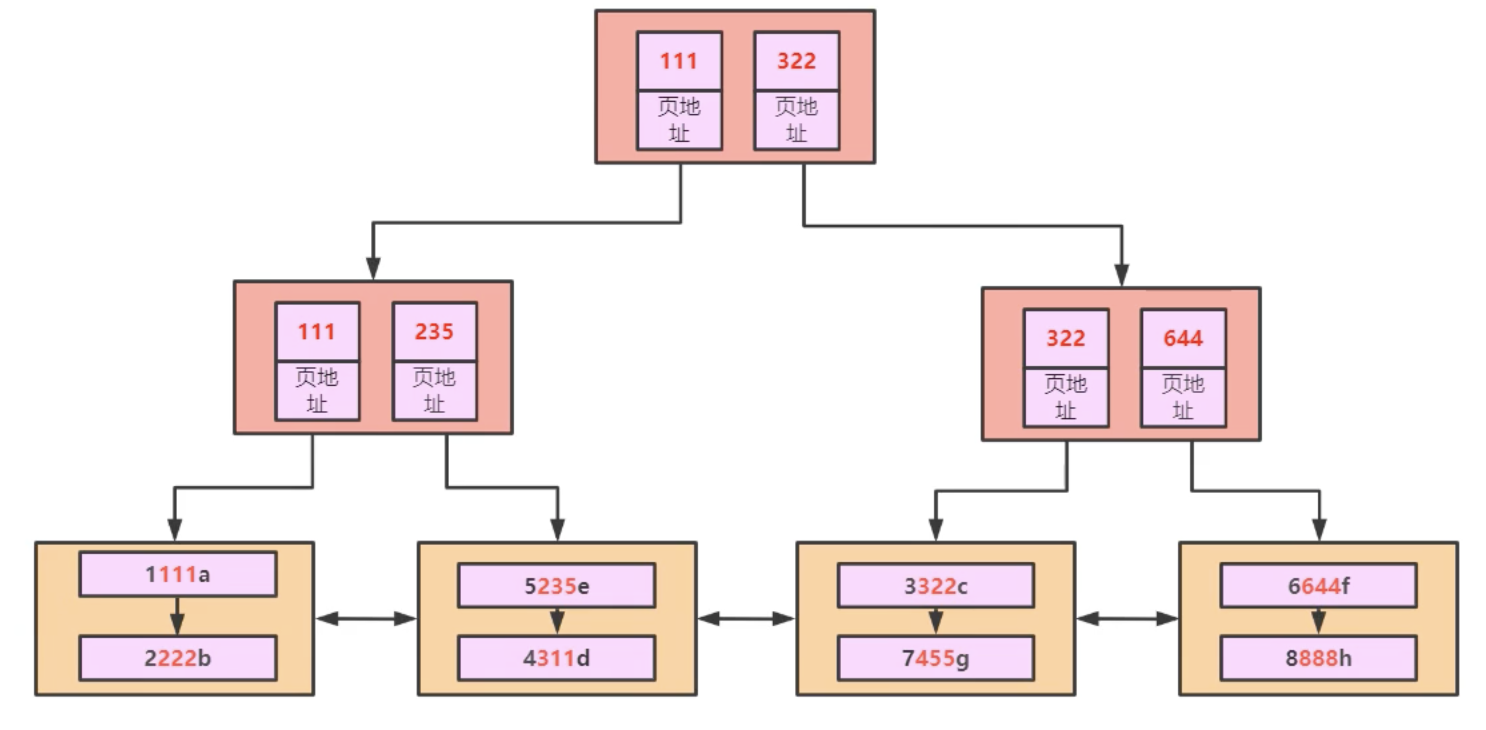 111 322
页地 页地
址 址
111 235
页地 页地
址 址
322 644
页地 页地
址 址
1111a
2222b
5235e
4311d
3322c
7455g
6644f
8888h